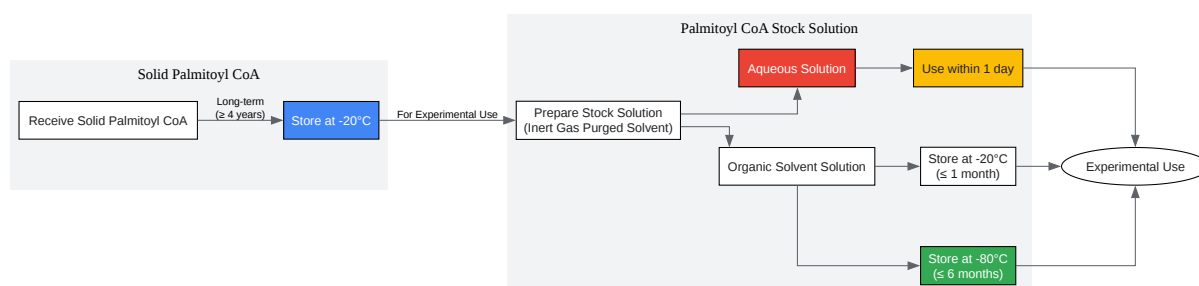 Solid Palmitoyl CoA
Receive Solid Palmitoyl CoA
Long-term
(≥ 4 years)
Store at -20°C
For Experimental Use
Palmitoyl CoA Stock Solution
Prepare Stock Solution
(Inert Gas Purged Solvent)
Aqueous Solution
Use within 1 day
Organic Solvent Solution
Store at -20°C
(≤ 1 month)
Store at -80°C
(≤ 6 months)
Experimental Use